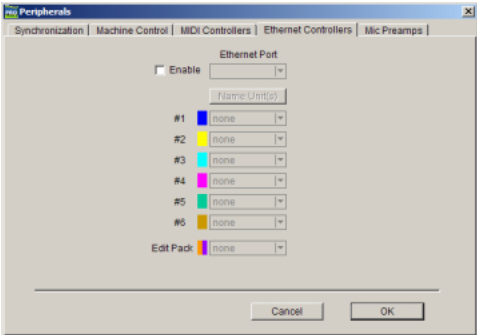 PRO Peripherals
Synchronization Machine Control MIDI Controllers Ethernet Controllers Mic Preamps
Ethernet Port
Enable
Name Unit(s)
#1 none
#2 none
#3 none
#4 none
#5 none
#6 none
Edit Pack none
Cancel OK